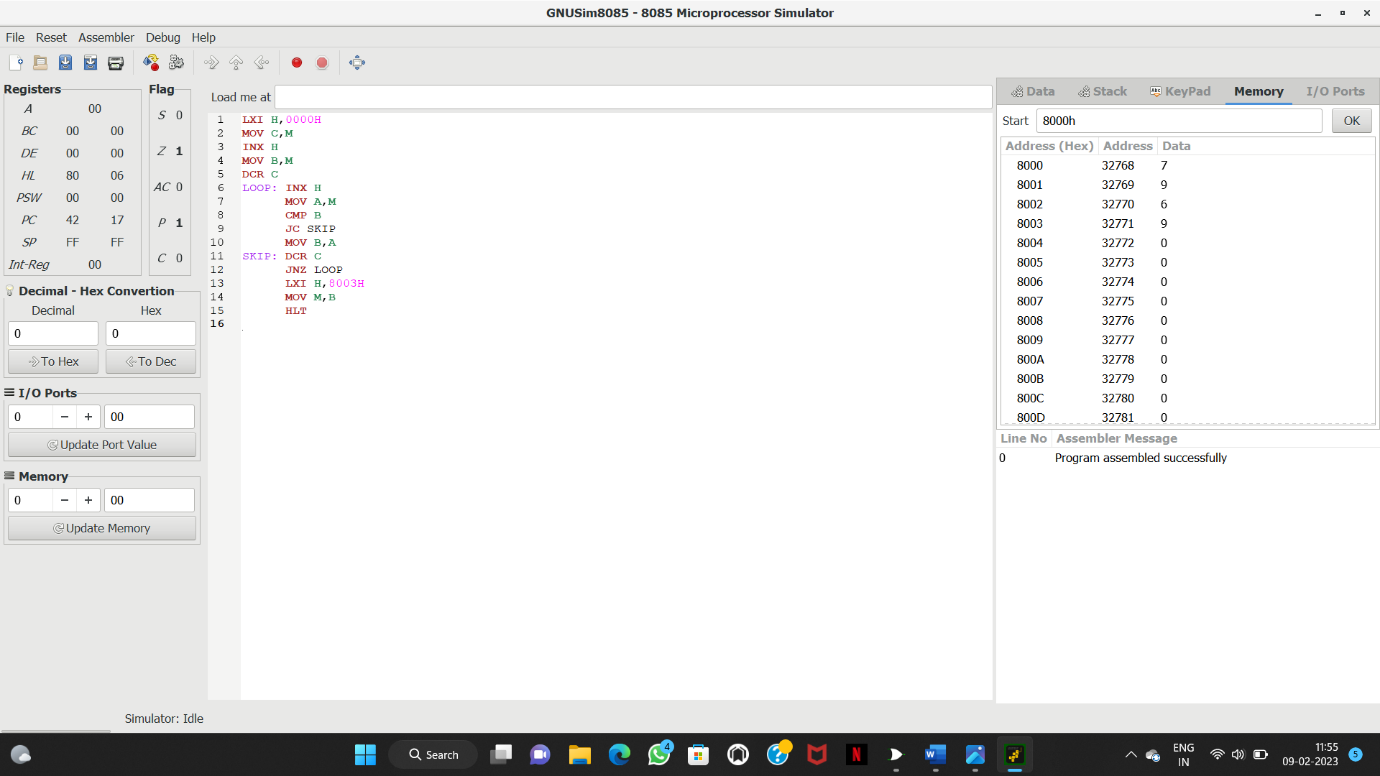 GNUSim8085 - 8085 Microprocessor Simulator
File Reset Assembler Debug Help
Registers
A 00
BC 00 00
DE 00 00
HL 80 06
PSW 00 00
PC 42 17
SP FF FF
Int-Reg 00
Flag
S 0
Z 1
AC 0
P 1
C 0
Decimal - Hex Convertion
Decimal Hex
0 0
To Hex To Dec
I/O Ports
0 − + 00
Update Port Value
Memory
0 − + 00
Update Memory
Load me at
1 LXI H,0000H
2 MOV C,M
3 INX H
4 MOV B,M
5 DCR C
6 LOOP: INX H
7 MOV A,M
8 CMP B
9 JC SKIP
10 MOV B,A
11 SKIP: DCR C
12 JNZ LOOP
13 LXI H,8003H
14 MOV M,B
15 HLT
16
Data Stack KeyPad Memory I/O Ports
Start 8000h OK
Address (Hex) Address Data
8000 32768 7
8001 32769 9
8002 32770 6
8003 32771 9
8004 32772 0
8005 32773 0
8006 32774 0
8007 32775 0
8008 32776 0
8009 32777 0
800A 32778 0
800B 32779 0
800C 32780 0
800D 32781 0
Line No Assembler Message
0 Program assembled successfully
Simulator: Idle
Search
4
ENG
IN
11:55
09-02-2023
5